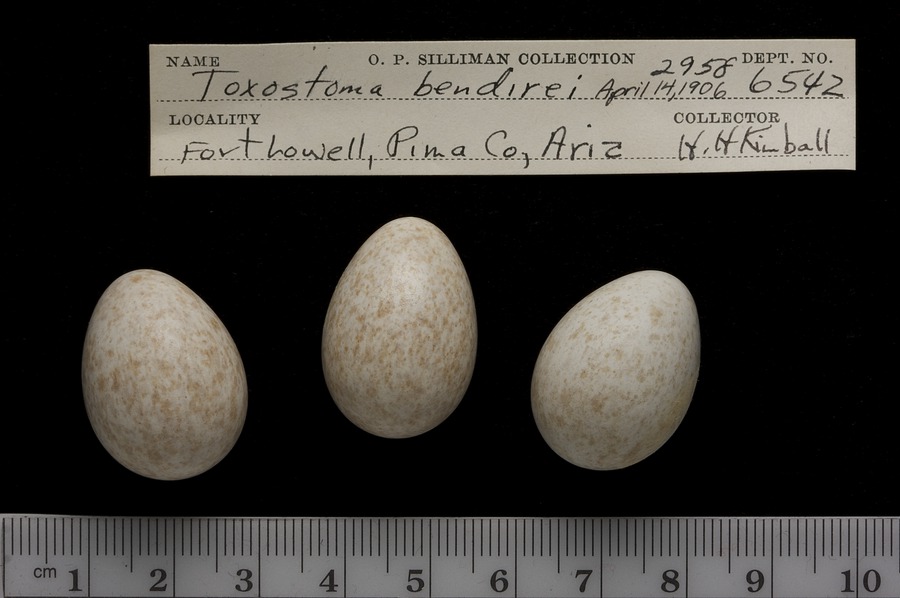 NAME O. P. SILLIMAN COLLECTION 2958 DEPT. NO.
Toxostoma bendirei April 14, 1906 6542
LOCALITY COLLECTOR
Fort Lowell, Pima Co, Ariz H. H Kimball
cm 1 2 3 4 5 6 7 8 9 10